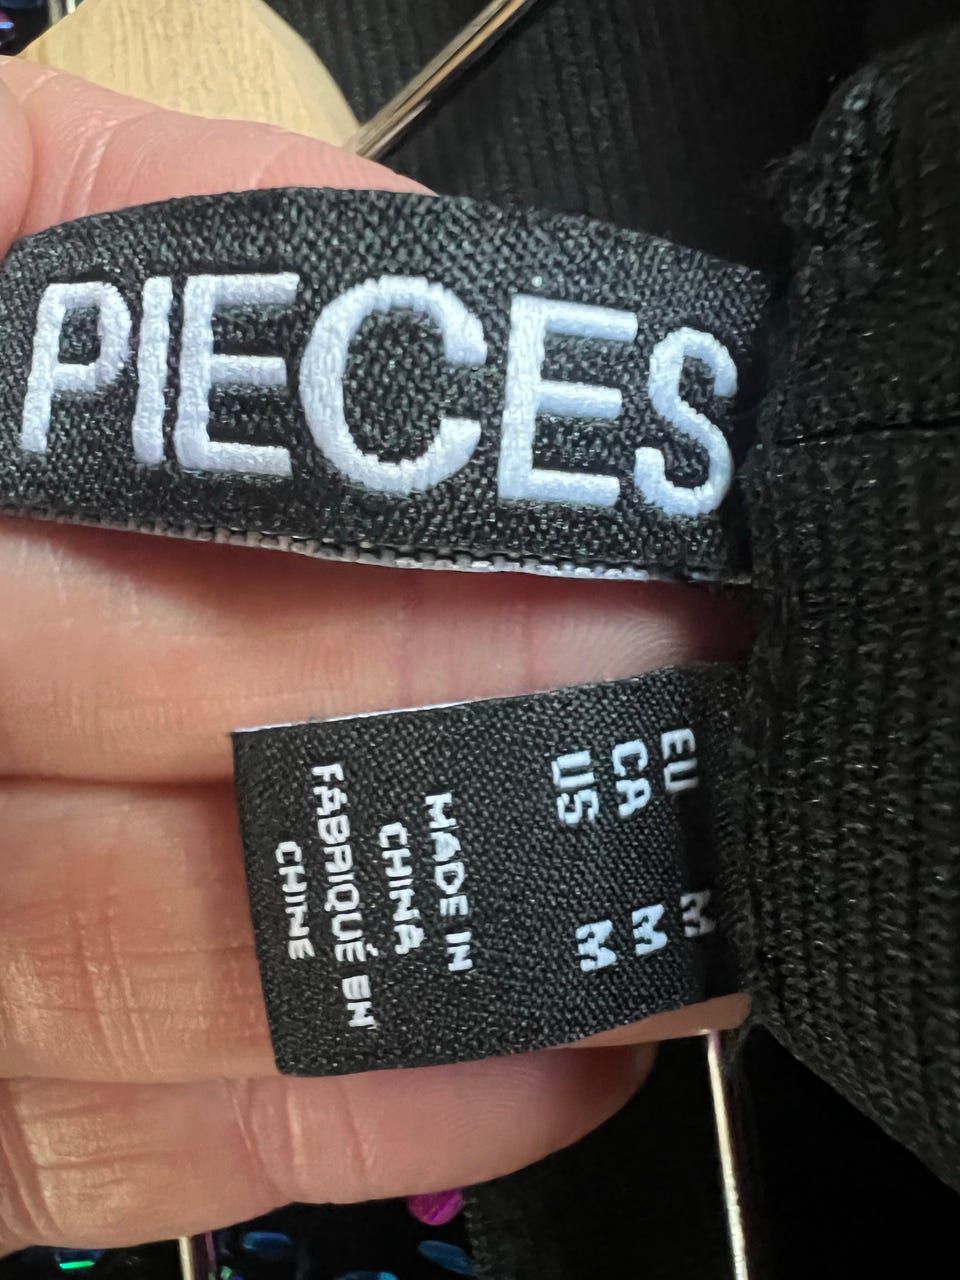 PIECES
EU M
CA M
US M
MADE IN
CHINA
FABRIQUÉ EN
CHINE